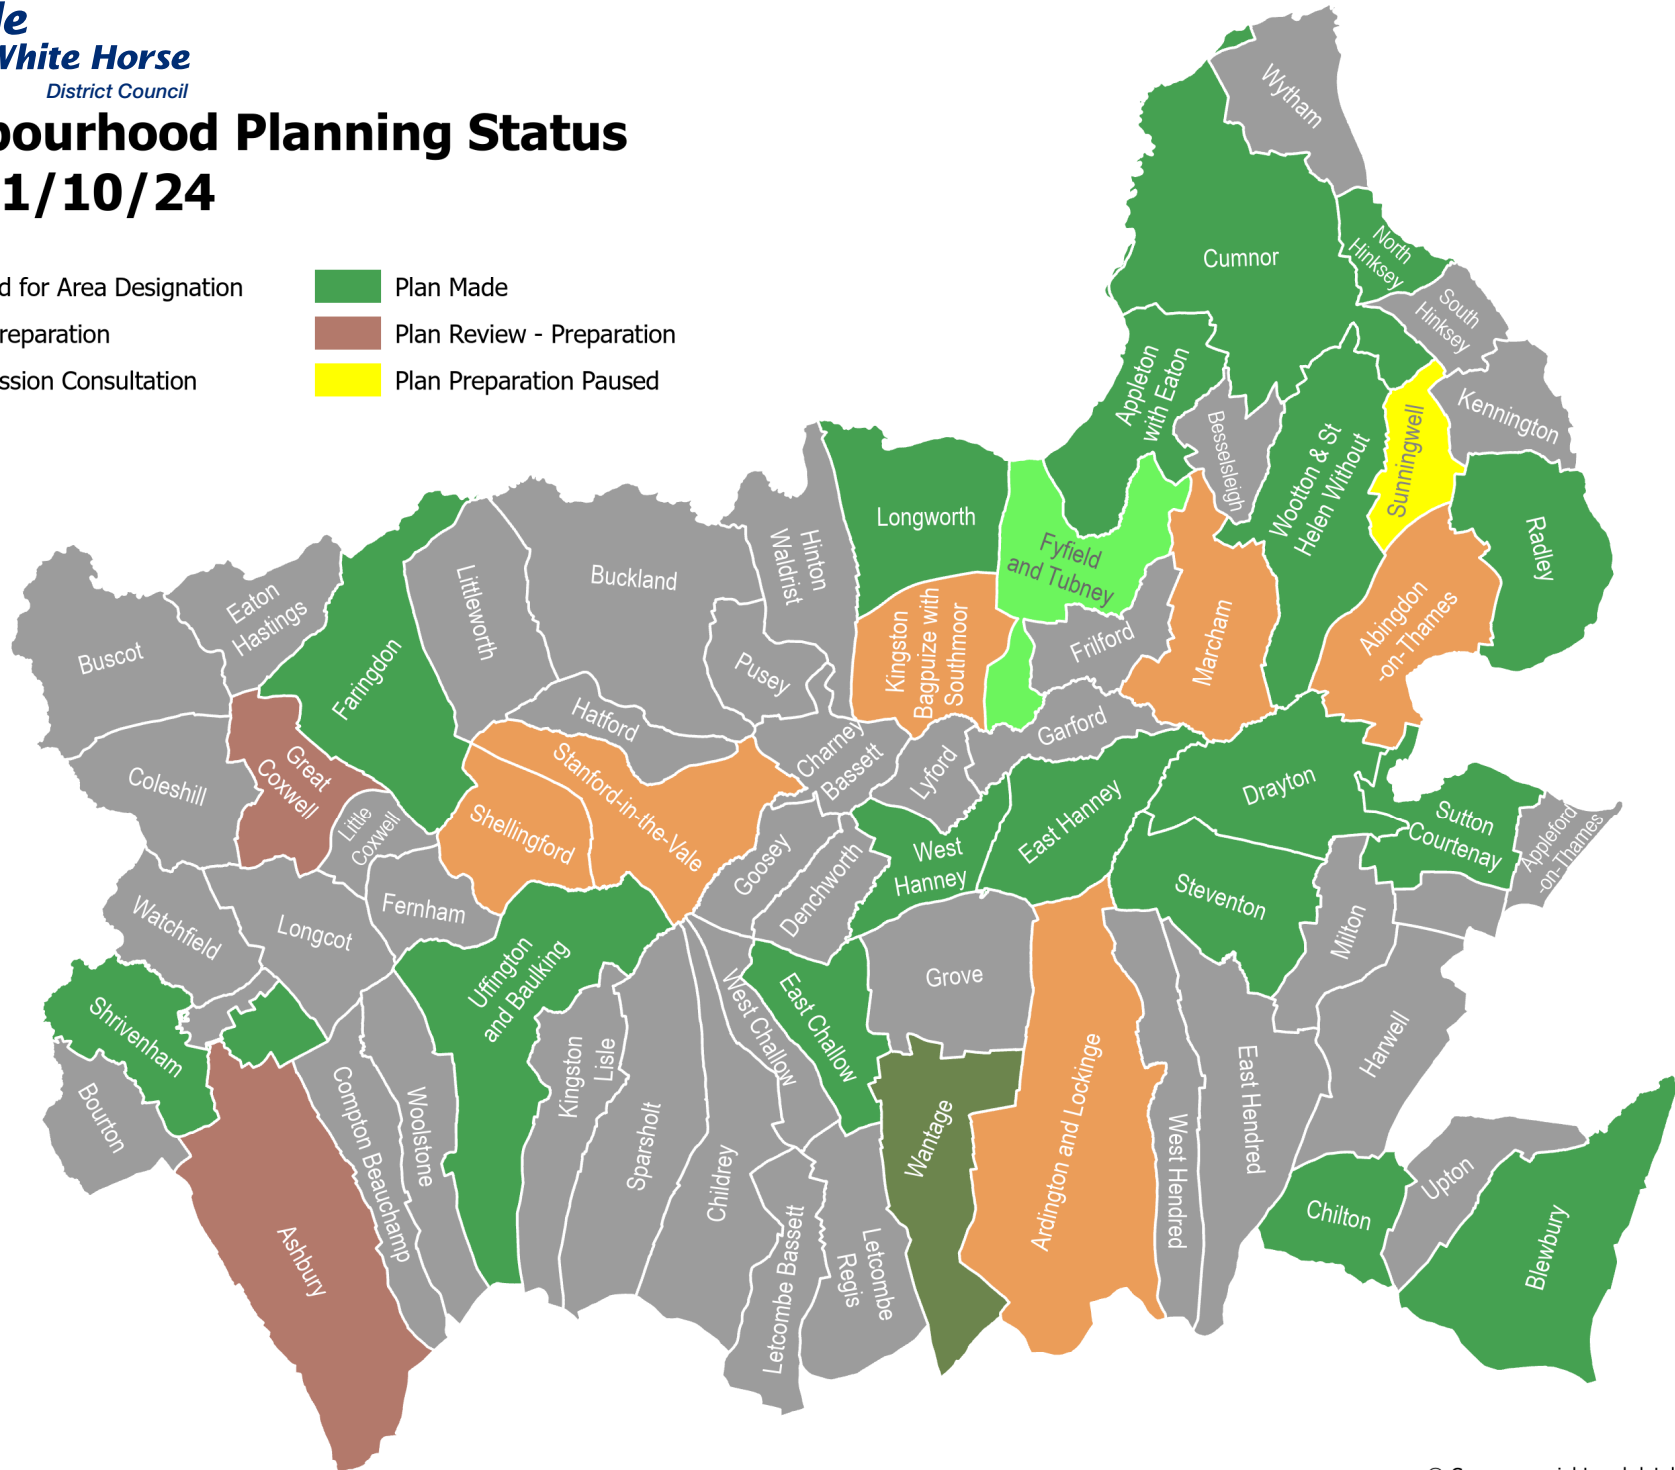 le
White Horse
District Council
bourhood Planning Status
1/10/24
d for Area Designation
Plan Made
reparation
Plan Review - Preparation
ssion Consultation
Plan Preparation Paused
Wytham
Cumnor
North
Hinksey
South
Hinksey
Kennington
Appleton
with Eaton
Besselsleigh
Wootton & St
Helen Without
Sunningwell
Radley
Longworth
Fyfield
and Tubney
Hinton
Waldrist
Buckland
Littleworth
Eaton
Hastings
Buscot
Faringdon
Pusey
Kingston
Bagpuize with
Southmoor
Frilford
Marcham
Abingdon
-on-Thames
Hatford
Garford
Charney
Bassett
Lyford
Stanford-in-the-Vale
Great
Coxwell
Coleshill
Little
Coxwell
Shellingford
East Hanney
Drayton
Sutton
Courtenay
Appleford
-on-Thames
West
Hanney
Goosey
Denchworth
Steventon
Fernham
Watchfield
Longcot
Milton
Uffington
and Baulking
Grove
West Challow
East Challow
Shrivenham
Harwell
Kingston
Lisle
Bourton
Compton Beauchamp
Woolstone
Sparsholt
Childrey
Wantage
Ardington and Lockinge
West Hendred
East Hendred
Upton
Chilton
Blewbury
Ashbury
Letcombe Bassett
Letcombe
Regis